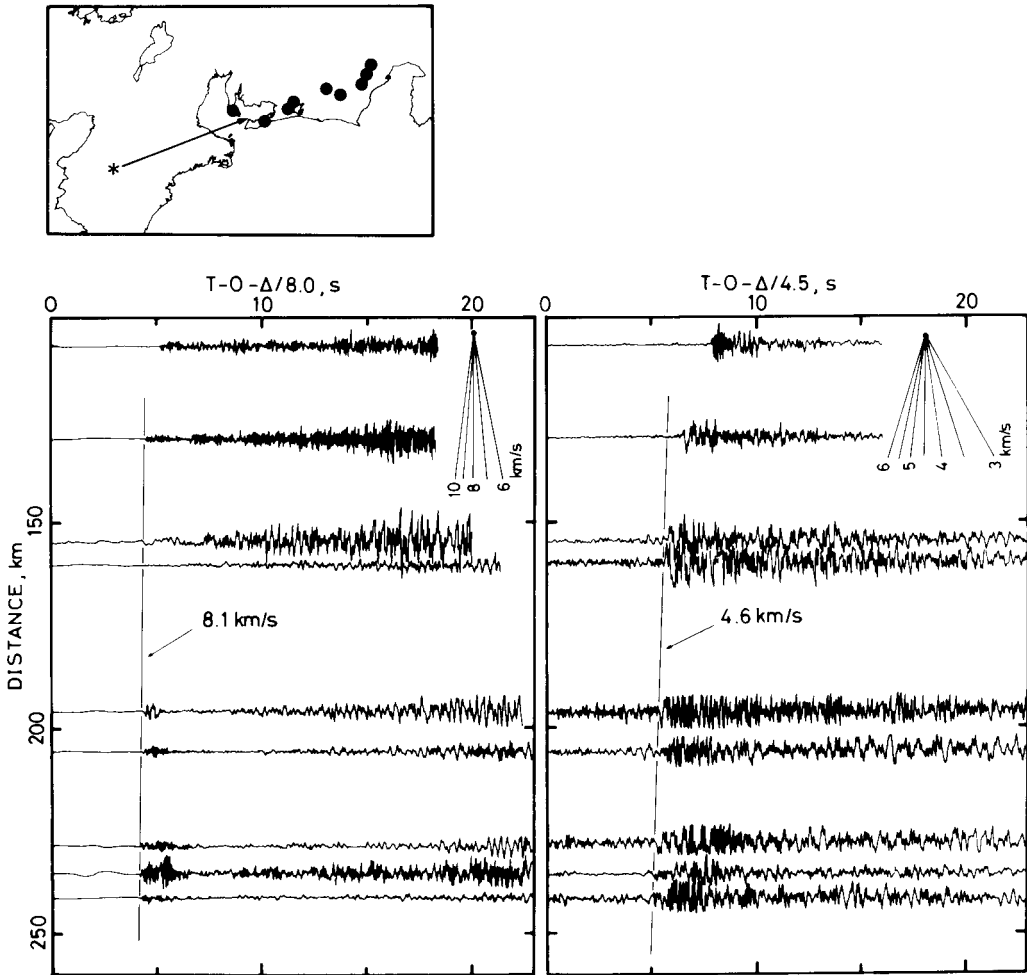 T-O-Δ/8.0, s
T-O-Δ/4.5, s
0 10 20
0 10 20
10 8 6 km/s
6 5 4 3 km/s
150
8.1 km/s
4.6 km/s
DISTANCE, km
200
250